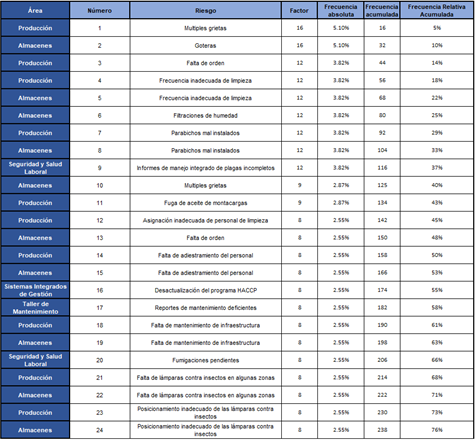 Área Número Riesgo Factor Frecuencia absoluta Frecuencia acumulada Frecuencia Relativa Acumulada
Producción 1 Multiples grietas 16 5.10% 16 5%
Almacenes 2 Goteras 16 5.10% 32 10%
Producción 3 Falta de orden 12 3.82% 44 14%
Producción 4 Frecuencia inadecuada de limpieza 12 3.82% 56 18%
Almacenes 5 Frecuencia inadecuada de limpieza 12 3.82% 68 22%
Almacenes 6 Filtraciones de humedad 12 3.82% 80 25%
Producción 7 Parabichos mal instalados 12 3.82% 92 29%
Almacenes 8 Parabichos mal instalados 12 3.82% 104 33%
Seguridad y Salud Laboral 9 Informes de manejo integrado de plagas incompletos 12 3.82% 116 37%
Almacenes 10 Multiples grietas 9 2.87% 125 40%
Producción 11 Fuga de aceite de montacargas 9 2.87% 134 43%
Producción 12 Asignación inadecuada de personal de limpieza 8 2.55% 142 45%
Almacenes 13 Falta de orden 8 2.55% 150 48%
Producción 14 Falta de adiestramiento del personal 8 2.55% 158 50%
Almacenes 15 Falta de adiestramiento del personal 8 2.55% 166 53%
Sistemas Integrados de Gestión 16 Desactualización del programa HACCP 8 2.55% 174 55%
Taller de Mantenimiento 17 Reportes de mantenimiento deficientes 8 2.55% 182 58%
Producción 18 Falta de mantenimiento de infraestructura 8 2.55% 190 61%
Almacenes 19 Falta de mantenimiento de infraestructura 8 2.55% 198 63%
Seguridad y Salud Laboral 20 Fumigaciones pendientes 8 2.55% 206 66%
Producción 21 Falta de lámparas contra insectos en algunas zonas 8 2.55% 214 68%
Almacenes 22 Falta de lámparas contra insectos en algunas zonas 8 2.55% 222 71%
Producción 23 Posicionamiento inadecuado de las lámparas contra insectos 8 2.55% 230 73%
Almacenes 24 Posicionamiento inadecuado de las lámparas contra insectos 8 2.55% 238 76%